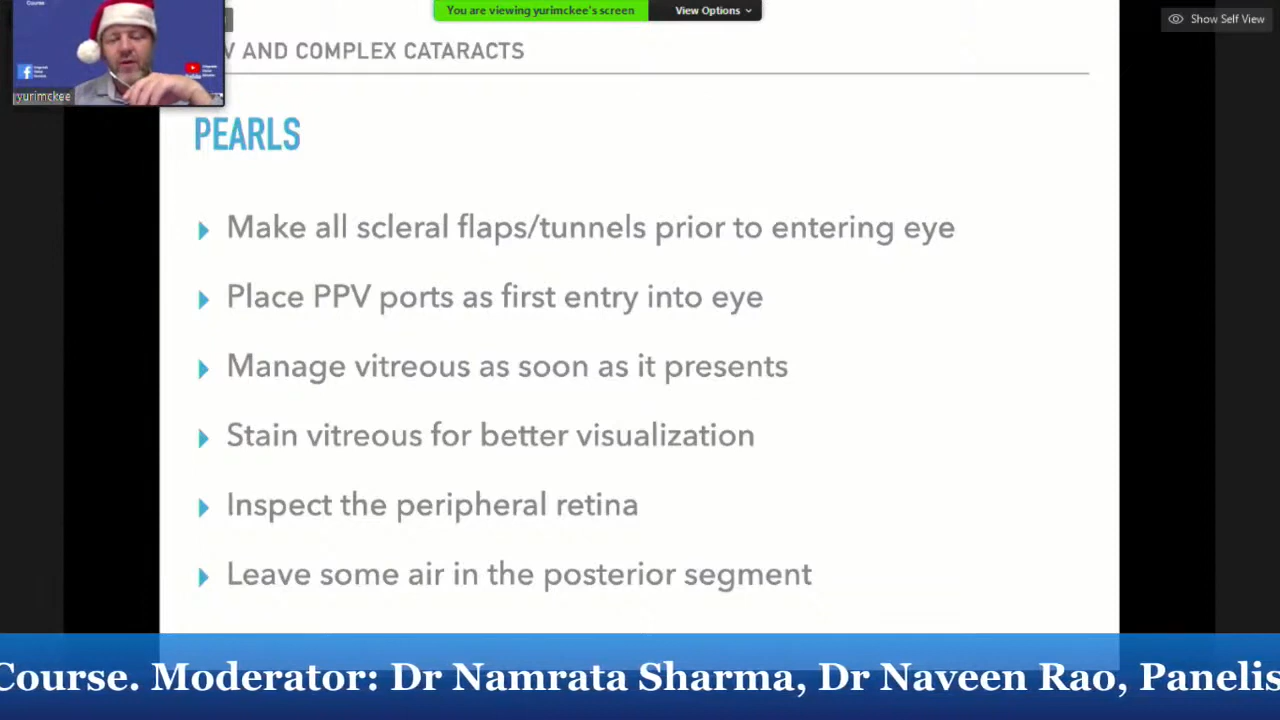 Course
You are viewing yurimckee's screen
View Options
Show Self View
V AND COMPLEX CATARACTS
yurimckee
PEARLS
Make all scleral flaps/tunnels prior to entering eye
Place PPV ports as first entry into eye
Manage vitreous as soon as it presents
Stain vitreous for better visualization
Inspect the peripheral retina
Leave some air in the posterior segment
Course. Moderator: Dr Namrata Sharma, Dr Naveen Rao, Panelis